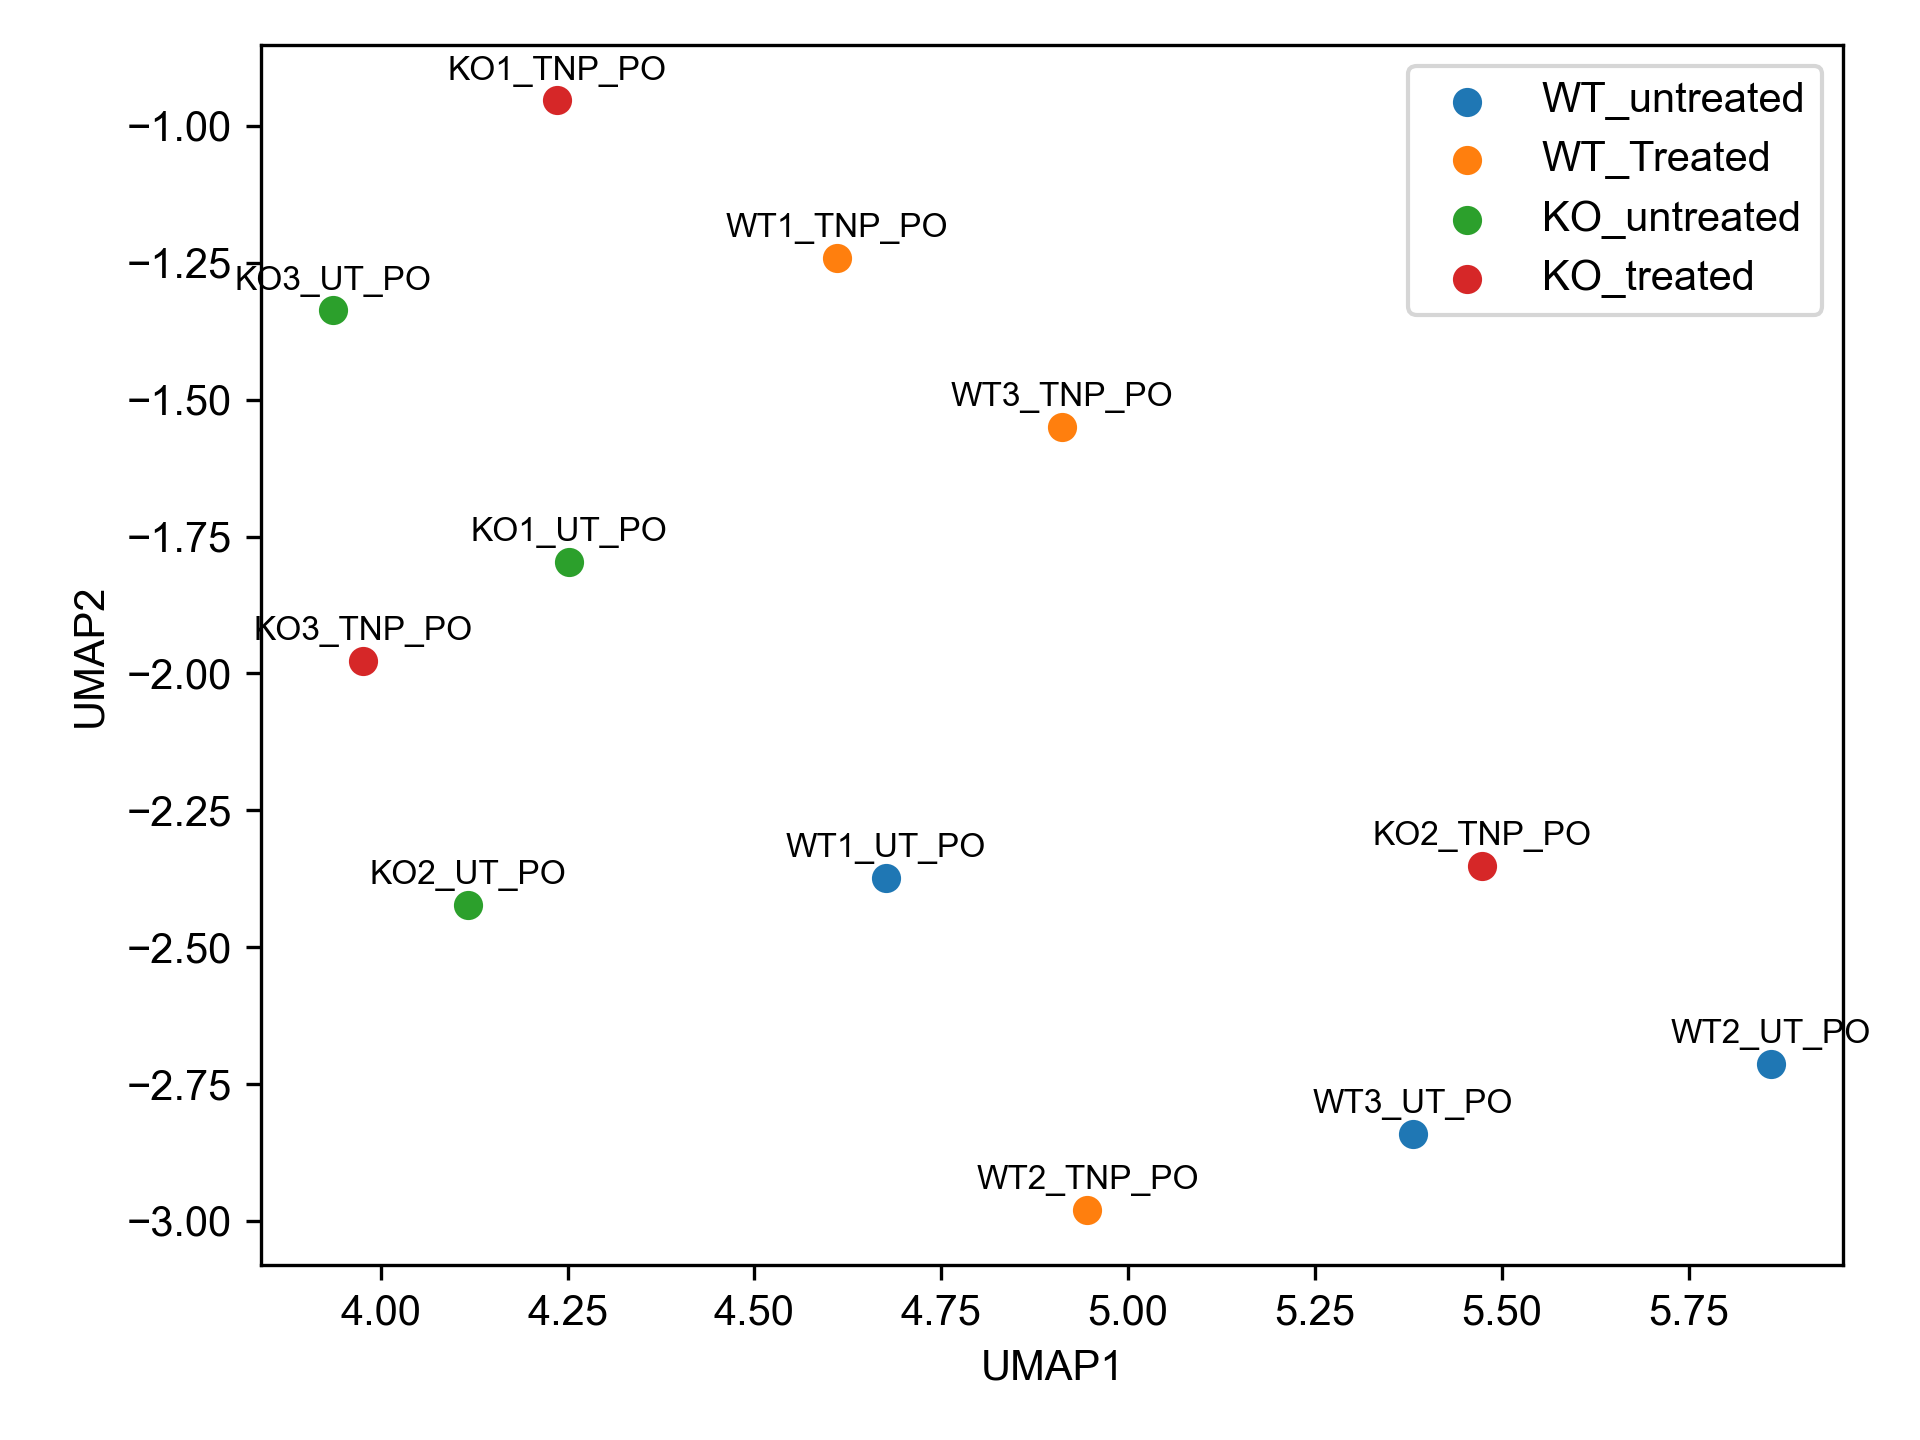 KO1_TNP_PO
WT_untreated
WT_Treated
KO_untreated
KO_treated
WT1_TNP_PO
KO3_UT_PO
WT3_TNP_PO
KO1_UT_PO
KO3_TNP_PO
KO2_TNP_PO
WT1_UT_PO
KO2_UT_PO
WT2_UT_PO
WT3_UT_PO
WT2_TNP_PO
−1.00
−1.25
−1.50
−1.75
−2.00
−2.25
−2.50
−2.75
−3.00
UMAP2
4.00 4.25 4.50 4.75 5.00 5.25 5.50 5.75
UMAP1